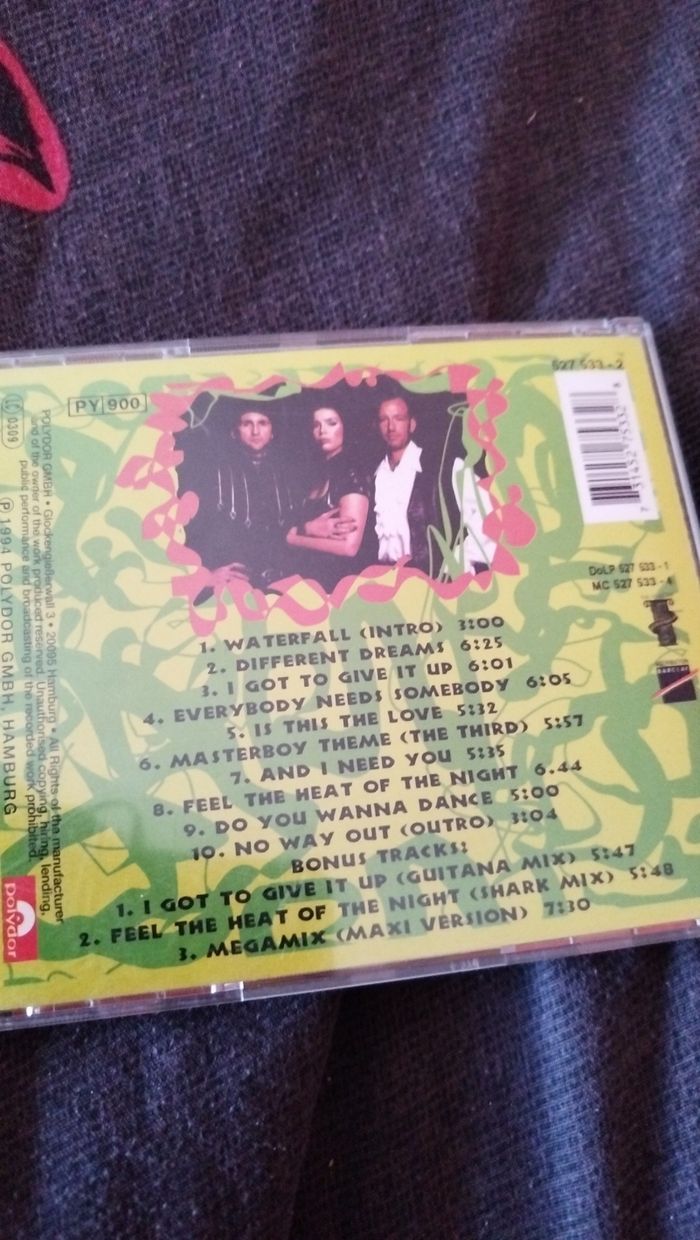 527 533 - 2
PY 900
LC 0309
7 31452 75332 8
DoLP 527 533 - 1
MC 527 533 - 4
BARCLAY
1. WATERFALL (INTRO) 3:00
2. DIFFERENT DREAMS 6:25
3. I GOT TO GIVE IT UP 6:01
4. EVERYBODY NEEDS SOMEBODY 6:05
5. IS THIS THE LOVE 5:32
6. MASTERBOY THEME (THE THIRD) 5:57
7. AND I NEED YOU 5:35
8. FEEL THE HEAT OF THE NIGHT 6.44
9. DO YOU WANNA DANCE 5:00
10. NO WAY OUT (OUTRO) 3:04
BONUS TRACKS:
1. I GOT TO GIVE IT UP (GUITANA MIX) 5:47
2. FEEL THE HEAT OF THE NIGHT (SHARK MIX) 5:48
3. MEGAMIX (MAXI VERSION) 7:30
POLYDOR GMBH • Glockengießerwall 3 • 20095 Hamburg • All Rights of the manufacturer
and of the owner of the work produced reserved. Unauthorised copying, hiring, lending,
public performance and broadcasting of the recorded work prohibited.
℗ 1994 POLYDOR GMBH, HAMBURG
polydor